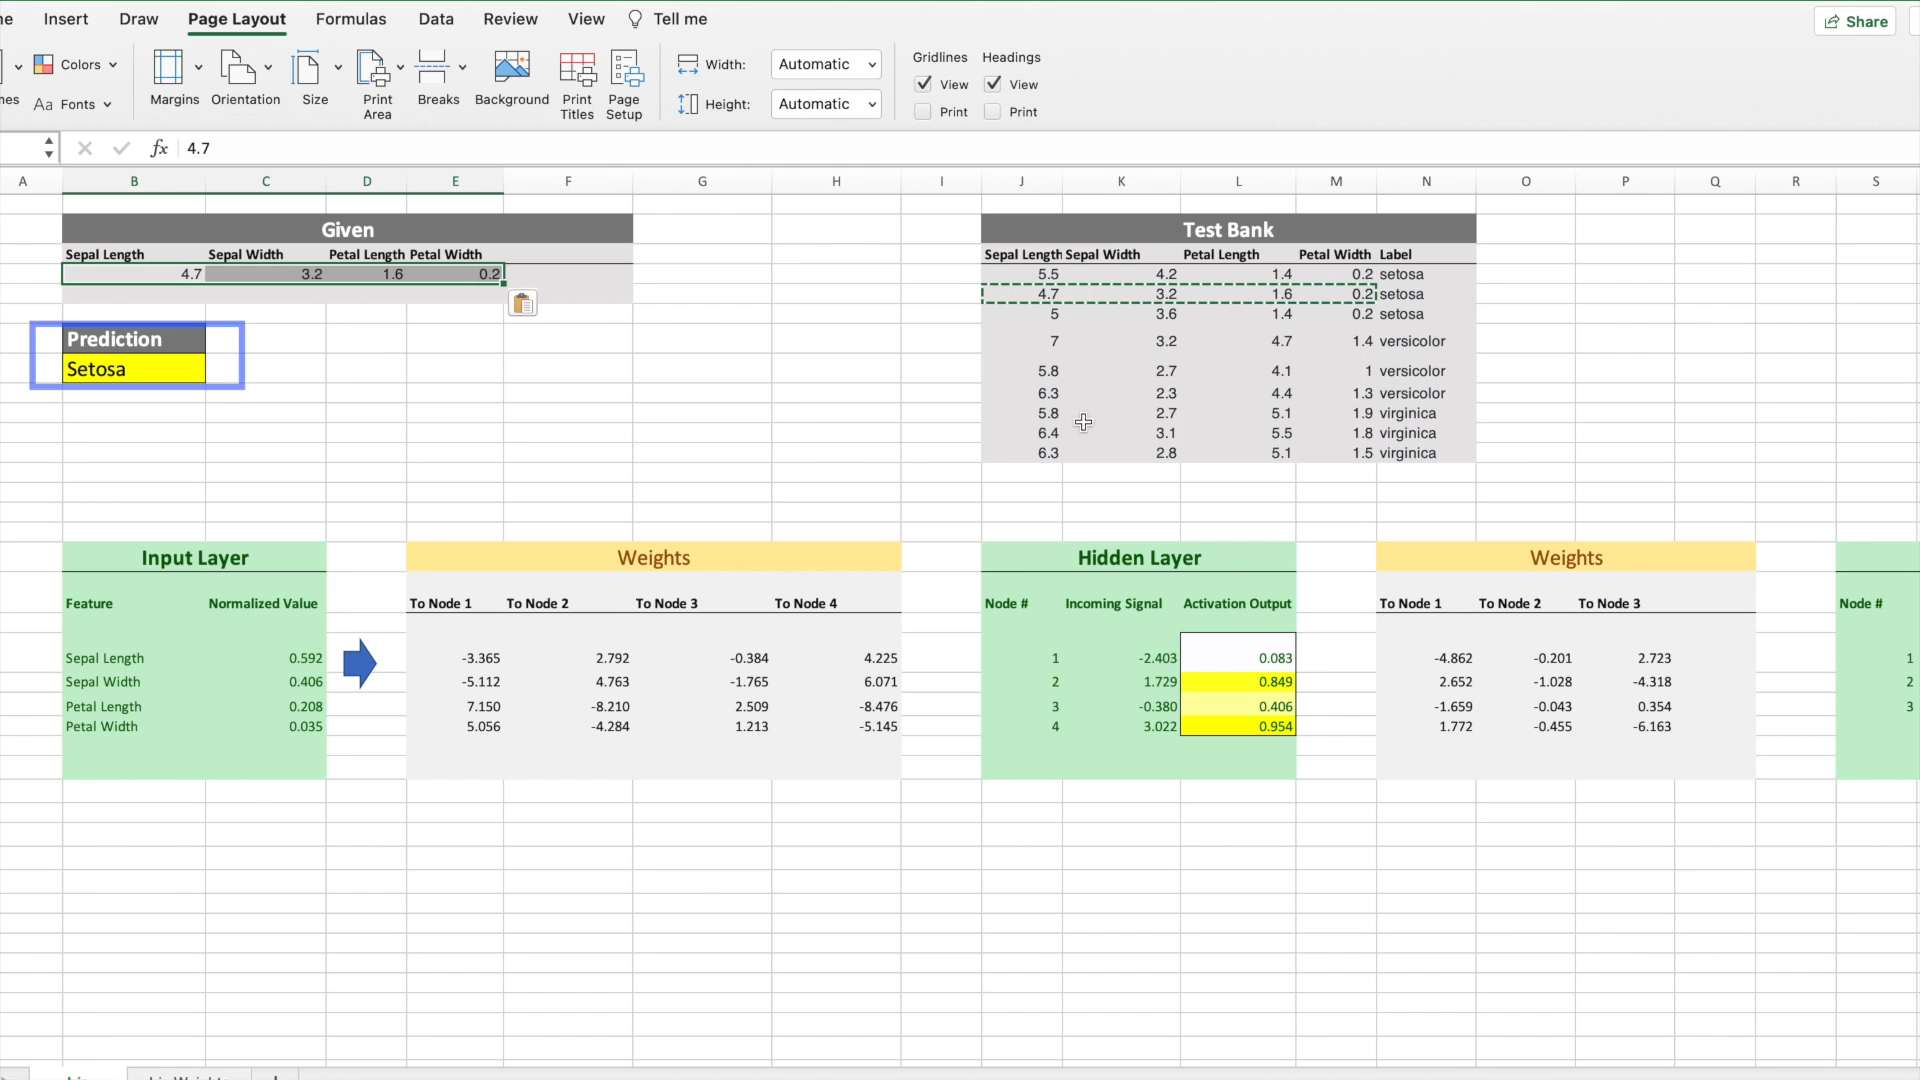 Insert Draw Page Layout Formulas Data Review View Tell me Share
Colors Width: Automatic Gridlines Headings
View View
Aa Fonts Margins Orientation Size Print Area Breaks Background Print Titles Page Setup Height: Automatic
Print Print
fx 4.7
A B C D E F G H I J K L M N O P Q R S
Given Test Bank
Sepal Length Sepal Width Petal Length Petal Width Sepal Length Sepal Width Petal Length Petal Width Label
4.7 3.2 1.6 0.2 5.5 4.2 1.4 0.2 setosa
4.7 3.2 1.6 0.2 setosa
5 3.6 1.4 0.2 setosa
Prediction 7 3.2 4.7 1.4 versicolor
Setosa 5.8 2.7 4.1 1 versicolor
6.3 2.3 4.4 1.3 versicolor
5.8 2.7 5.1 1.9 virginica
6.4 3.1 5.5 1.8 virginica
6.3 2.8 5.1 1.5 virginica
Input Layer Weights Hidden Layer Weights
Feature Normalized Value To Node 1 To Node 2 To Node 3 To Node 4 Node # Incoming Signal Activation Output To Node 1 To Node 2 To Node 3 Node #
Sepal Length 0.592 -3.365 2.792 -0.384 4.225 1 -2.403 0.083 -4.862 -0.201 2.723 1
Sepal Width 0.406 -5.112 4.763 -1.765 6.071 2 1.729 0.849 2.652 -1.028 -4.318 2
Petal Length 0.208 7.150 -8.210 2.509 -8.476 3 -0.380 0.406 -1.659 -0.043 0.354 3
Petal Width 0.035 5.056 -4.284 1.213 -5.145 4 3.022 0.954 1.772 -0.455 -6.163